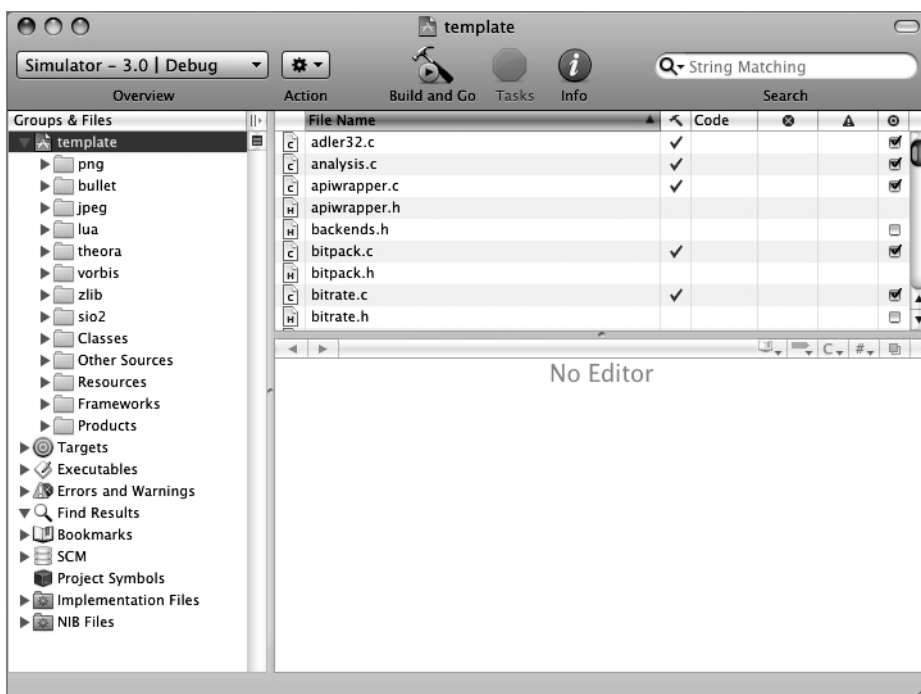 template
Simulator – 3.0 | Debug
String Matching
Overview
Action
Build and Go
Tasks
Info
Search
Groups & Files
template
png
bullet
jpeg
lua
theora
vorbis
zlib
sio2
Classes
Other Sources
Resources
Frameworks
Products
Targets
Executables
Errors and Warnings
Find Results
Bookmarks
SCM
Project Symbols
Implementation Files
NIB Files
File Name
Code
adler32.c
analysis.c
apiwrapper.c
apiwrapper.h
backends.h
bitpack.c
bitpack.h
bitrate.c
bitrate.h
C
#
No Editor